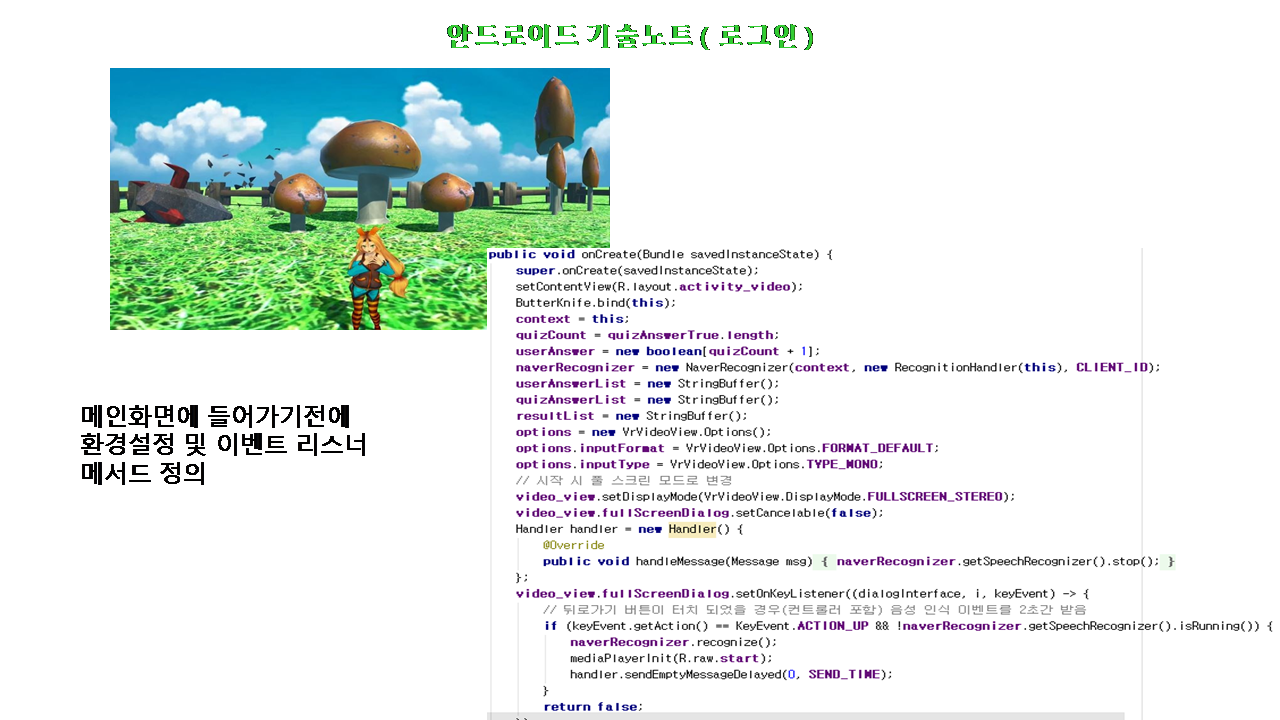 안드로이드 기술노트 ( 로그인 )
메인화면에 들어가기전에
환경설정 및 이벤트 리스너
메서드 정의
public void onCreate(Bundle savedInstanceState) {
super.onCreate(savedInstanceState);
setContentView(R.layout.activity_video);
ButterKnife.bind(this);
context = this;
quizCount = quizAnswerTrue.length;
userAnswer = new boolean[quizCount + 1];
naverRecognizer = new NaverRecognizer(context, new RecognitionHandler(this), CLIENT_ID);
userAnswerList = new StringBuffer();
quizAnswerList = new StringBuffer();
resultList = new StringBuffer();
options = new VrVideoView.Options();
options.inputFormat = VrVideoView.Options.FORMAT_DEFAULT;
options.inputType = VrVideoView.Options.TYPE_MONO;
// 시작 시 풀 스크린 모드로 변경
video_view.setDisplayMode(VrVideoView.DisplayMode.FULLSCREEN_STEREO);
video_view.fullScreenDialog.setCancelable(false);
Handler handler = new Handler() {
@Override
public void handleMessage(Message msg) { naverRecognizer.getSpeechRecognizer().stop(); }
};
video_view.fullScreenDialog.setOnKeyListener((dialogInterface, i, keyEvent) -> {
// 뒤로가기 버튼이 터치 되었을 경우(컨트롤러 포함) 음성 인식 이벤트를 2초간 받음
if (keyEvent.getAction() == KeyEvent.ACTION_UP && !naverRecognizer.getSpeechRecognizer().isRunning()) {
naverRecognizer.recognize();
mediaPlayerInit(R.raw.start);
handler.sendEmptyMessageDelayed(0, SEND_TIME);
}
return false;